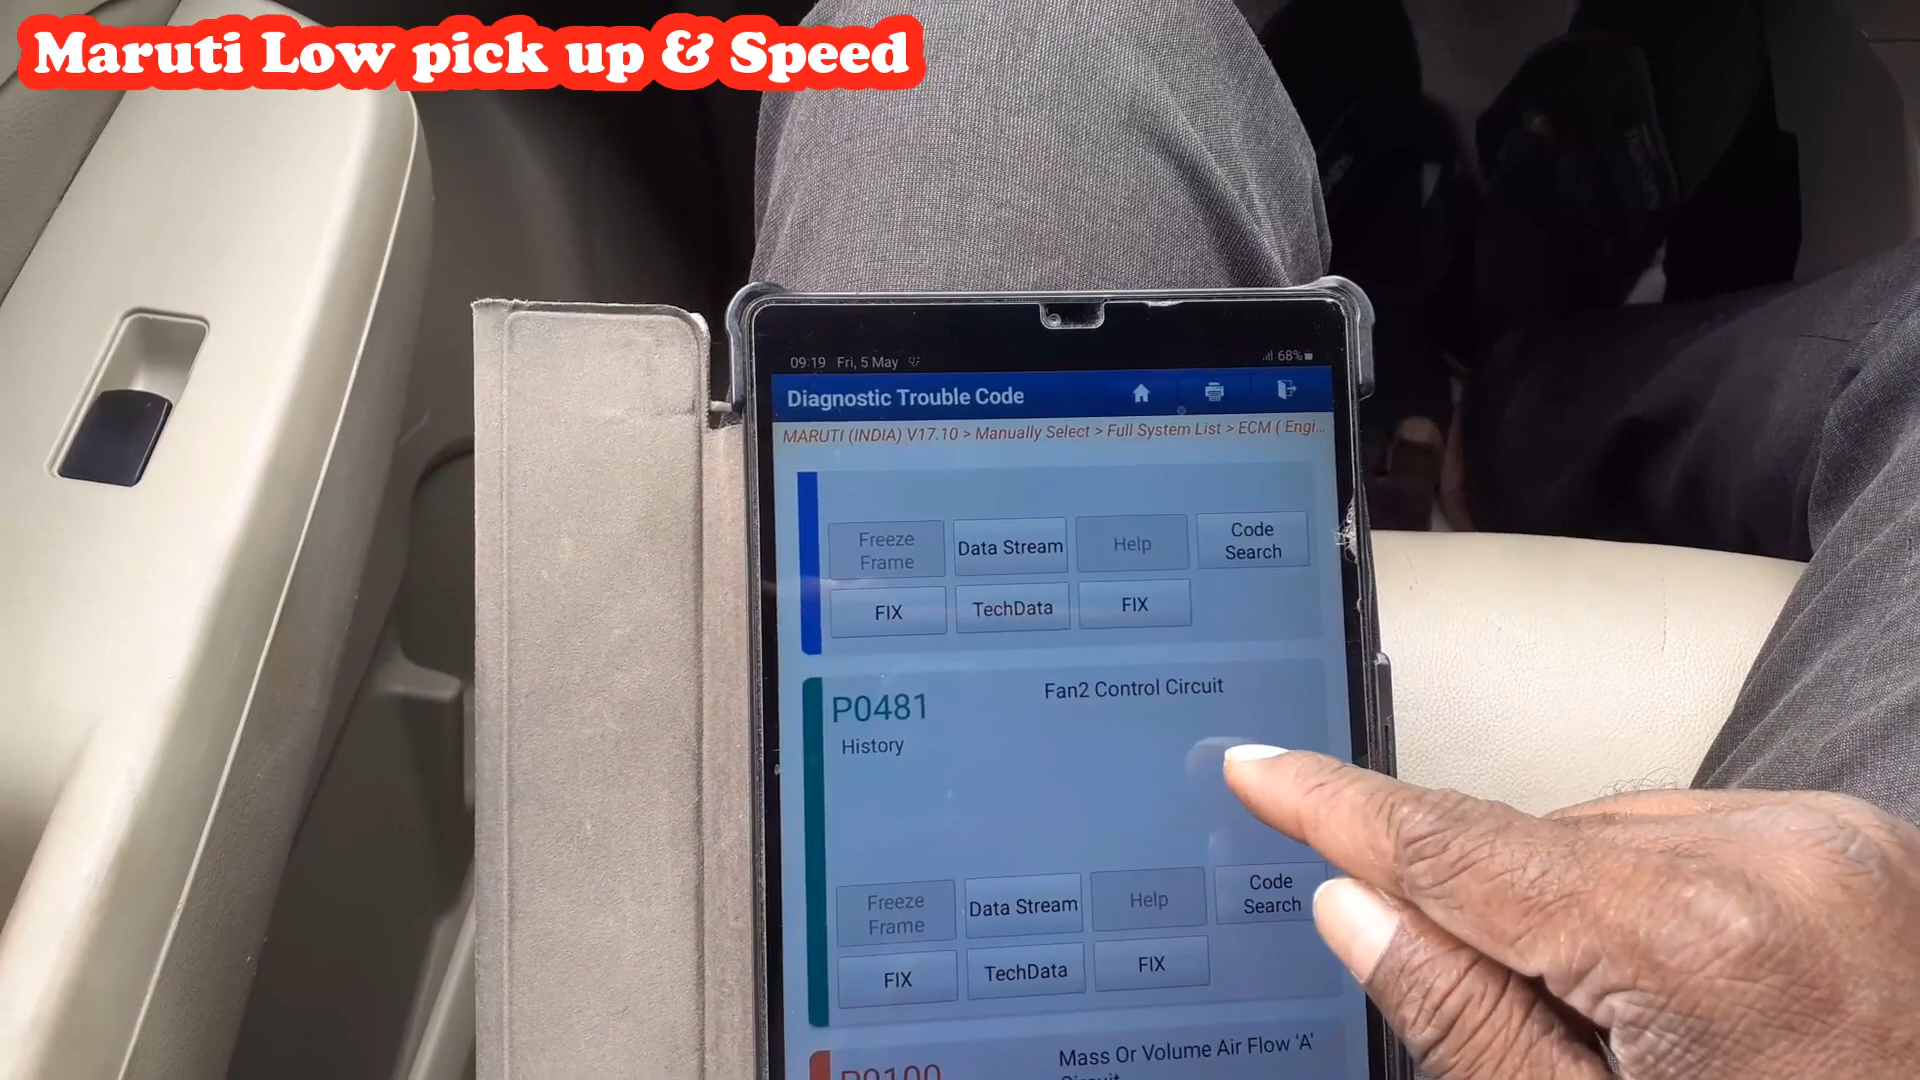 Maruti Low pick up & Speed
09:19 Fri, 5 May 68%
Diagnostic Trouble Code
MARUTI (INDIA) V17.10 > Manually Select > Full System List > ECM ( Engi...
Freeze Frame Data Stream Help Code Search
FIX TechData FIX
P0481 Fan2 Control Circuit
History
Freeze Frame Data Stream Help Code Search
FIX TechData FIX
P0100 Mass Or Volume Air Flow 'A'
Circuit